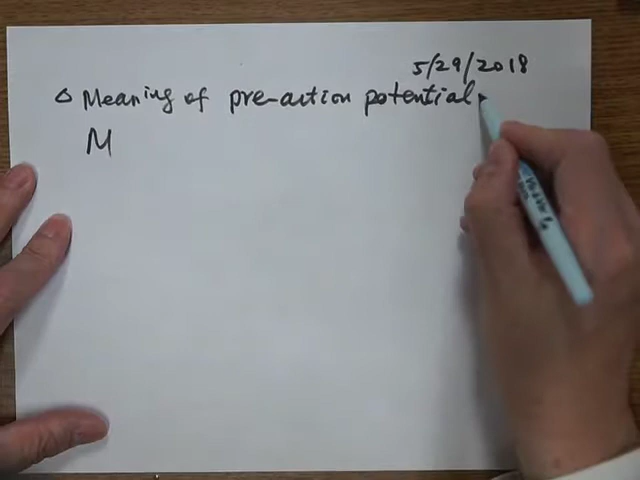 5/29/2018
△ Meaning of pre-action potential
M